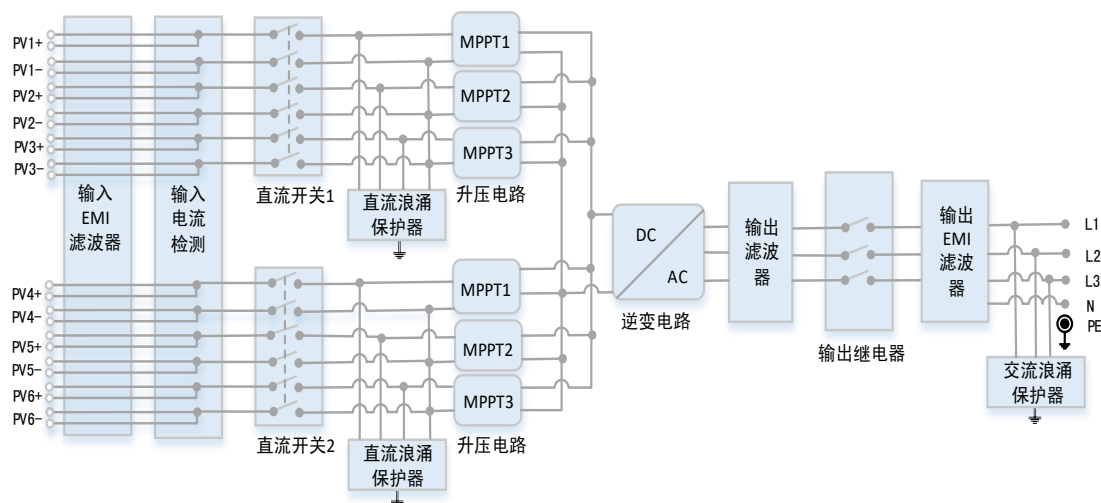 PV1+
PV1-
PV2+
PV2-
PV3+
PV3-
输入
EMI
滤波器
输入
电流
检测
直流开关1
直流浪涌
保护器
MPPT1
MPPT2
MPPT3
升压电路
PV4+
PV4-
PV5+
PV5-
PV6+
PV6-
直流开关2
直流浪涌
保护器
MPPT1
MPPT2
MPPT3
升压电路
DC
AC
逆变电路
输出
滤波
器
输出继电器
输出
EMI
滤波
器
L1
L2
L3
N
PE
交流浪涌
保护器